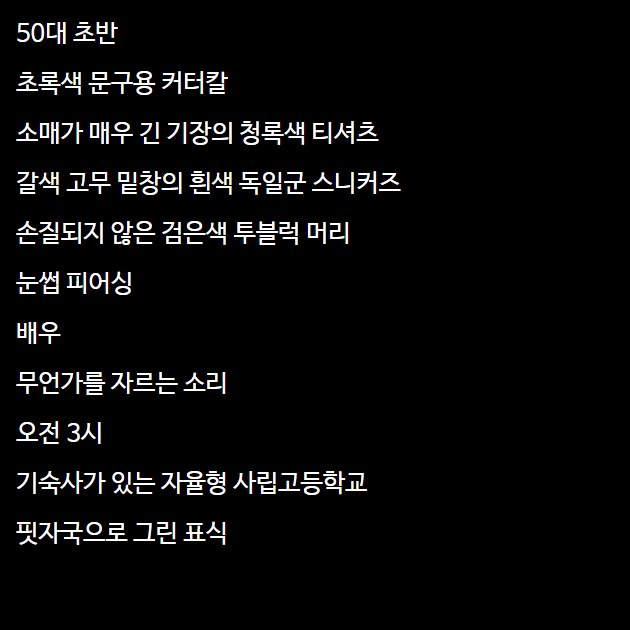 50대 초반
초록색 문구용 커터칼
소매가 매우 긴 기장의 청록색 티셔츠
갈색 고무 밑창의 흰색 독일군 스니커즈
손질되지 않은 검은색 투블럭 머리
눈썹 피어싱
배우
무언가를 자르는 소리
오전 3시
기숙사가 있는 자율형 사립고등학교
핏자국으로 그린 표식